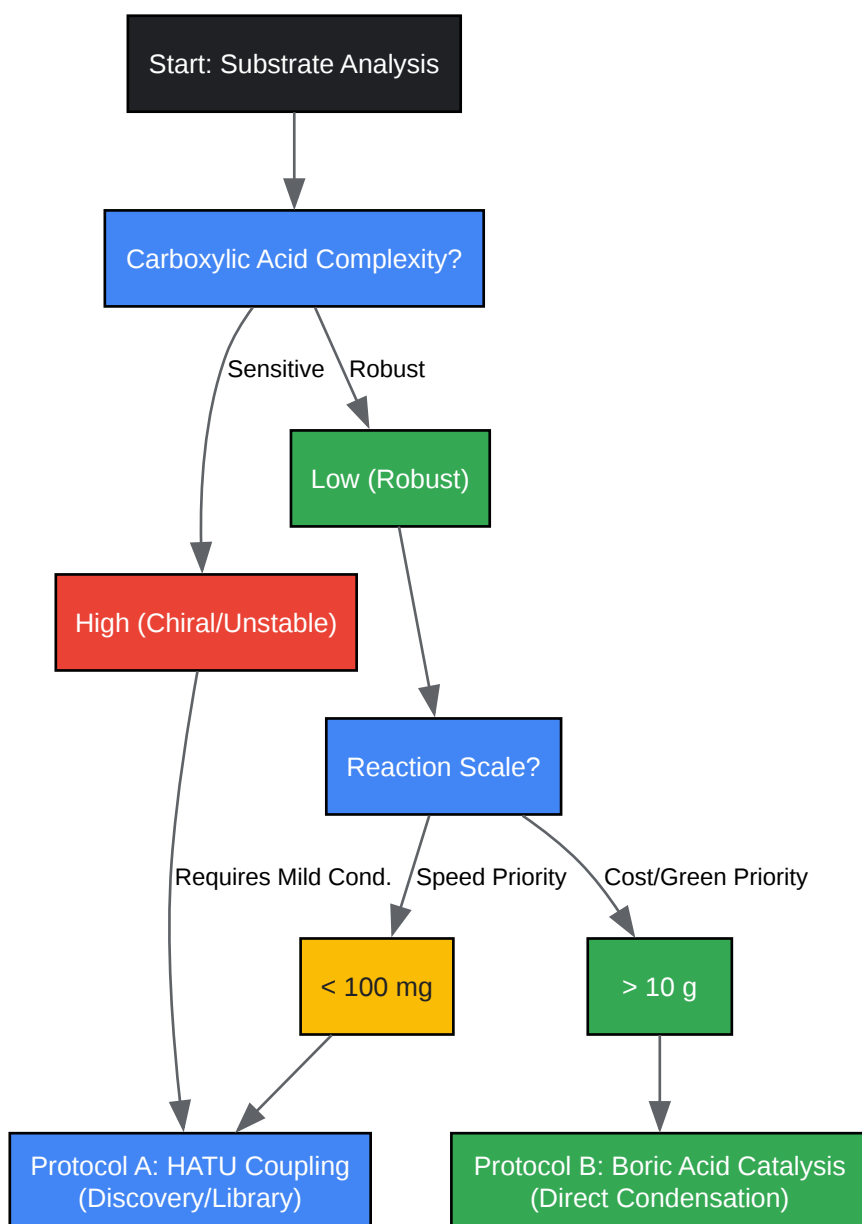 Start: Substrate Analysis
Carboxylic Acid Complexity?
Sensitive
Robust
Low (Robust)
High (Chiral/Unstable)
Reaction Scale?
Requires Mild Cond.
Speed Priority
Cost/Green Priority
< 100 mg
> 10 g
Protocol A: HATU Coupling
(Discovery/Library)
Protocol B: Boric Acid Catalysis
(Direct Condensation)